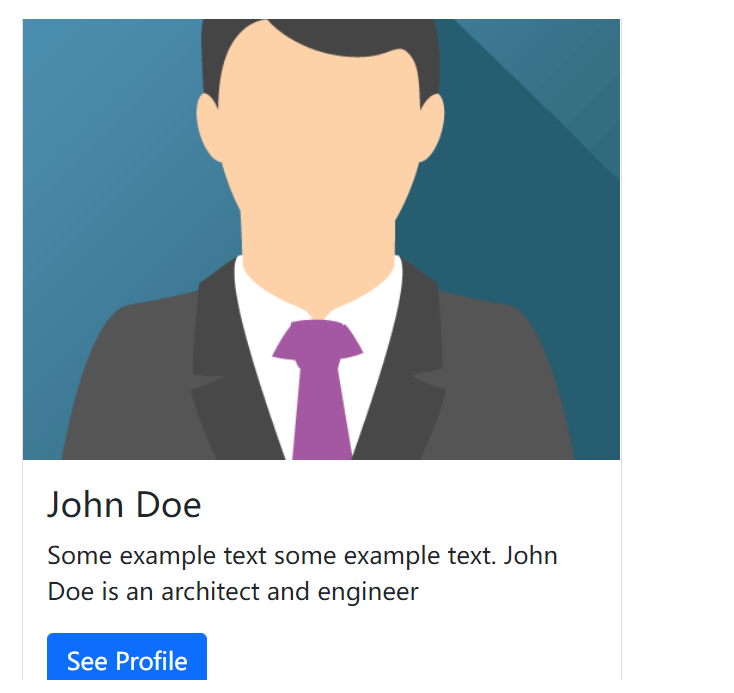 John Doe
Some example text some example text. John
Doe is an architect and engineer
See Profile